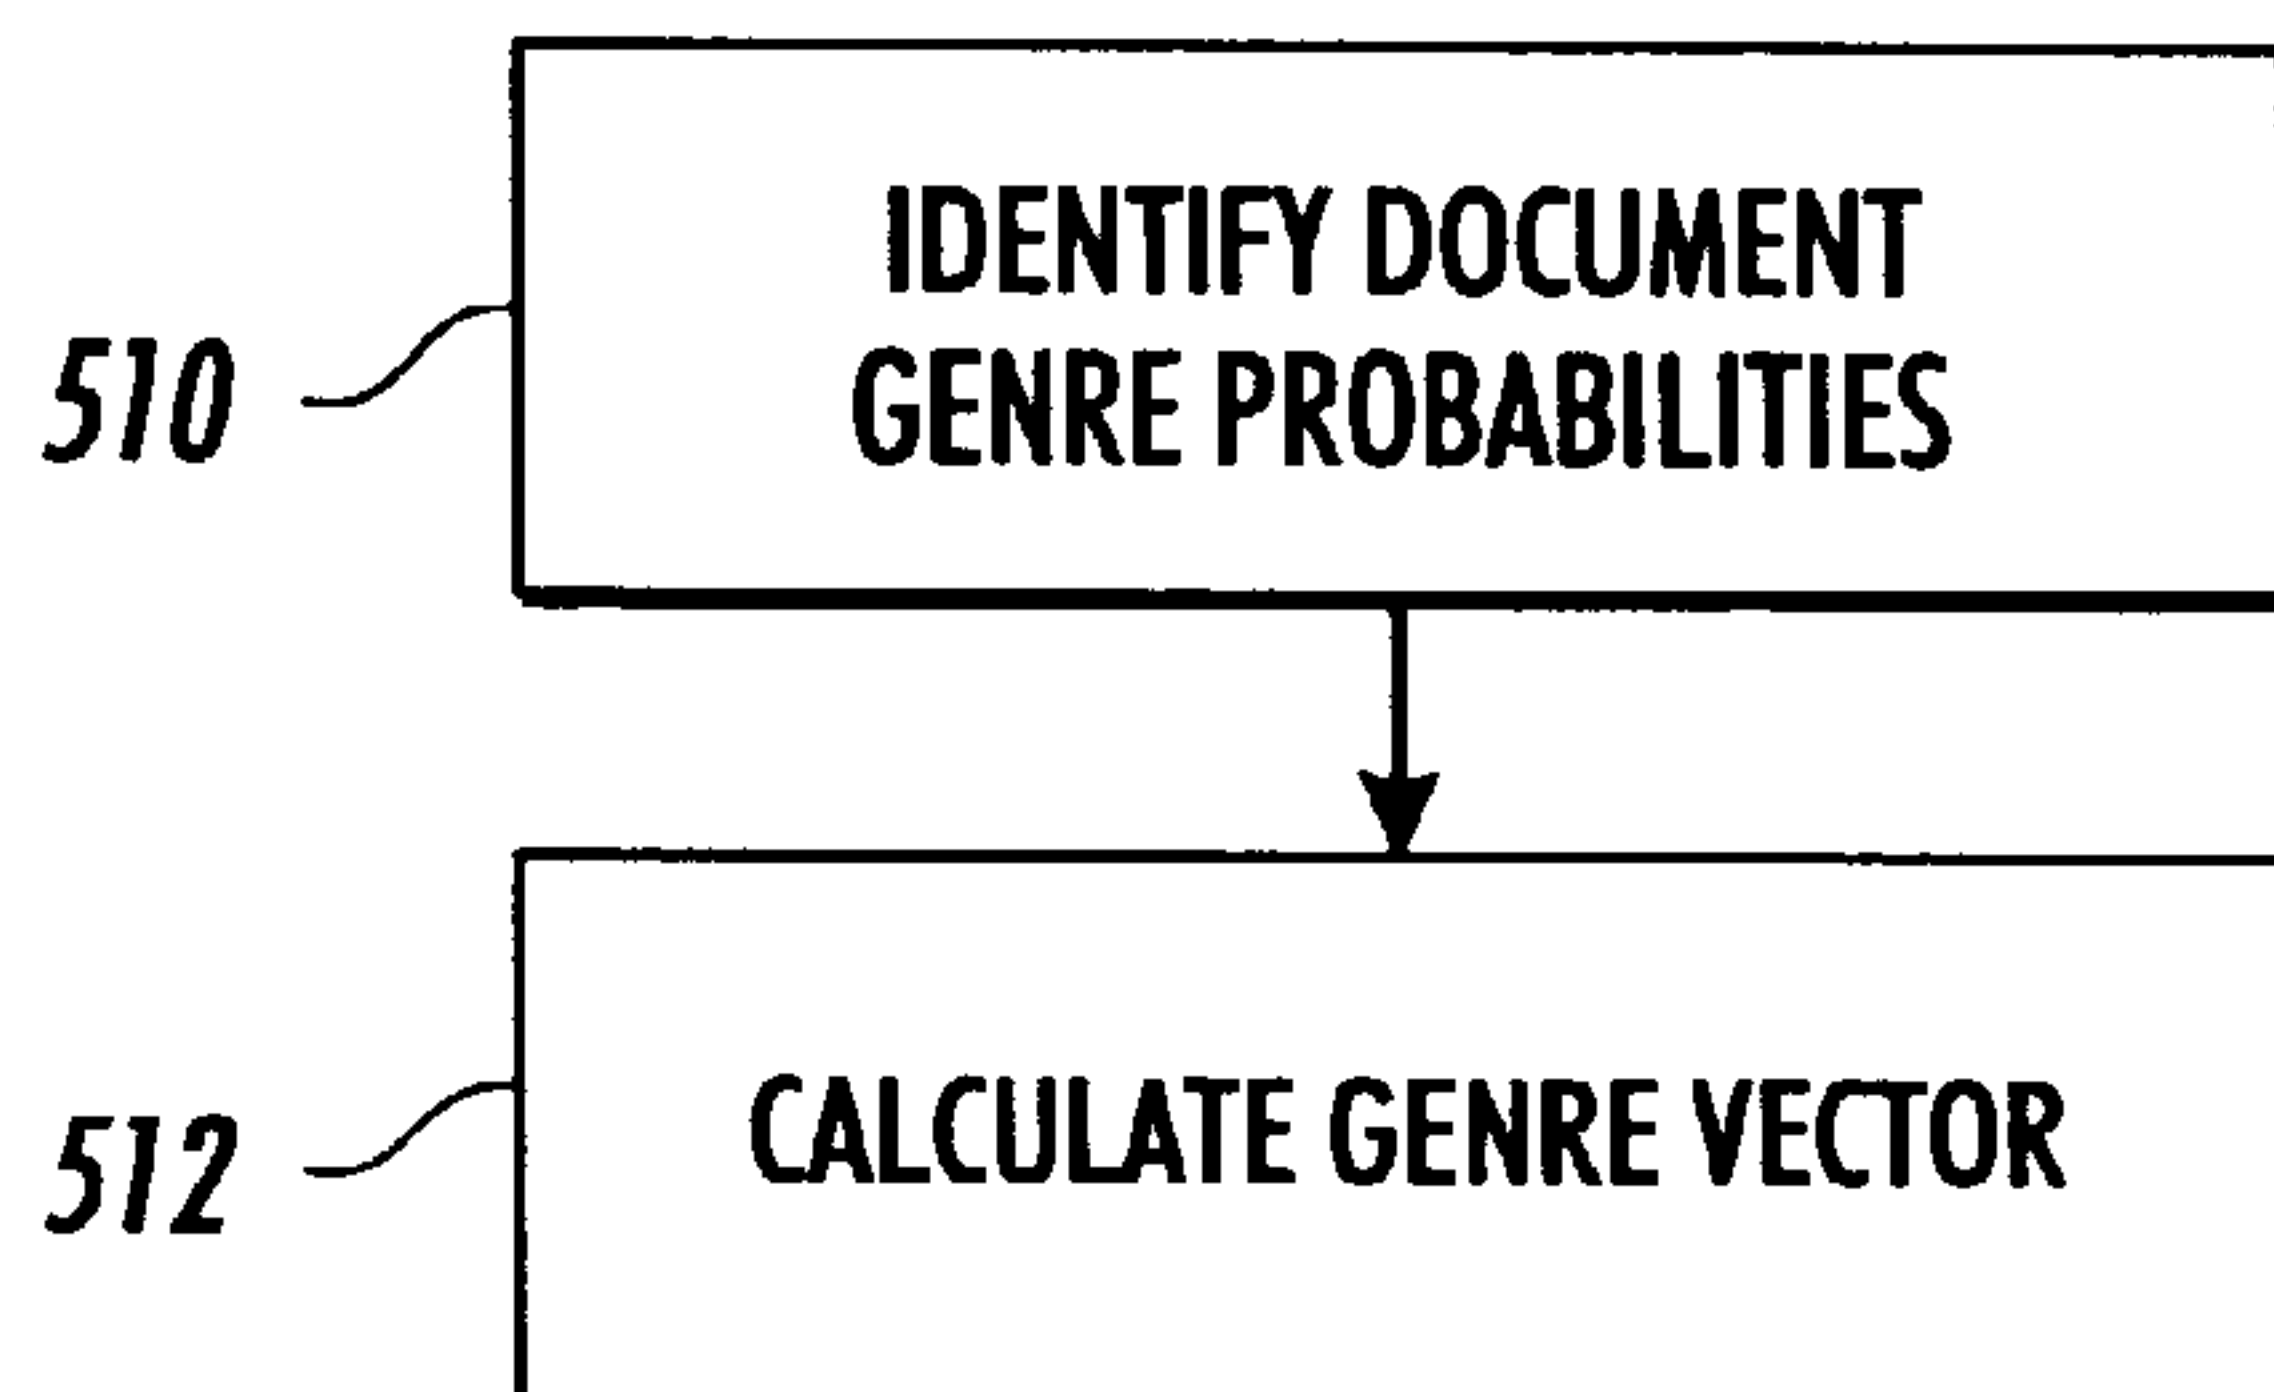 IDENTIFY DOCUMENT
GENRE PROBABILITIES
510
CALCULATE GENRE VECTOR
512